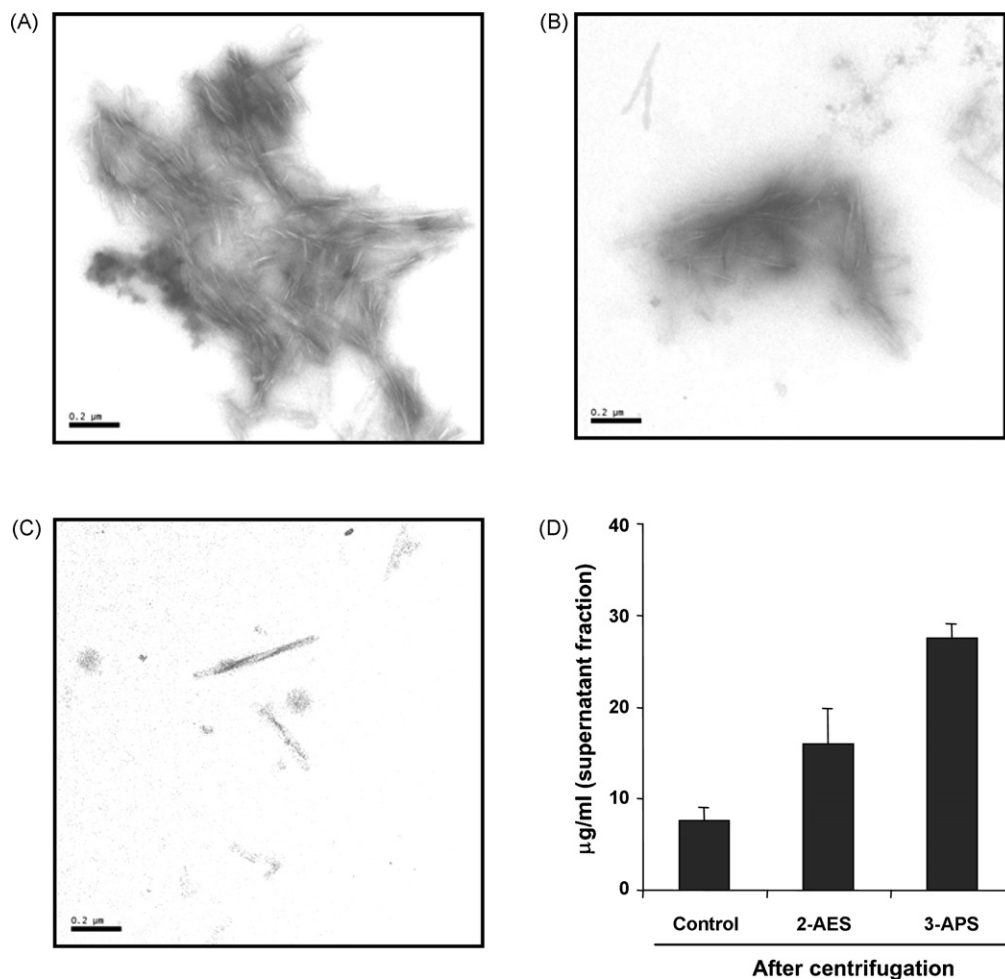 (A)
(B)
0.2 µm
0.2 µm
(C)
0.2 µm
(D)
µg/ml (supernatant fraction)
40
30
20
10
0
Control 2-AES 3-APS
After centrifugation